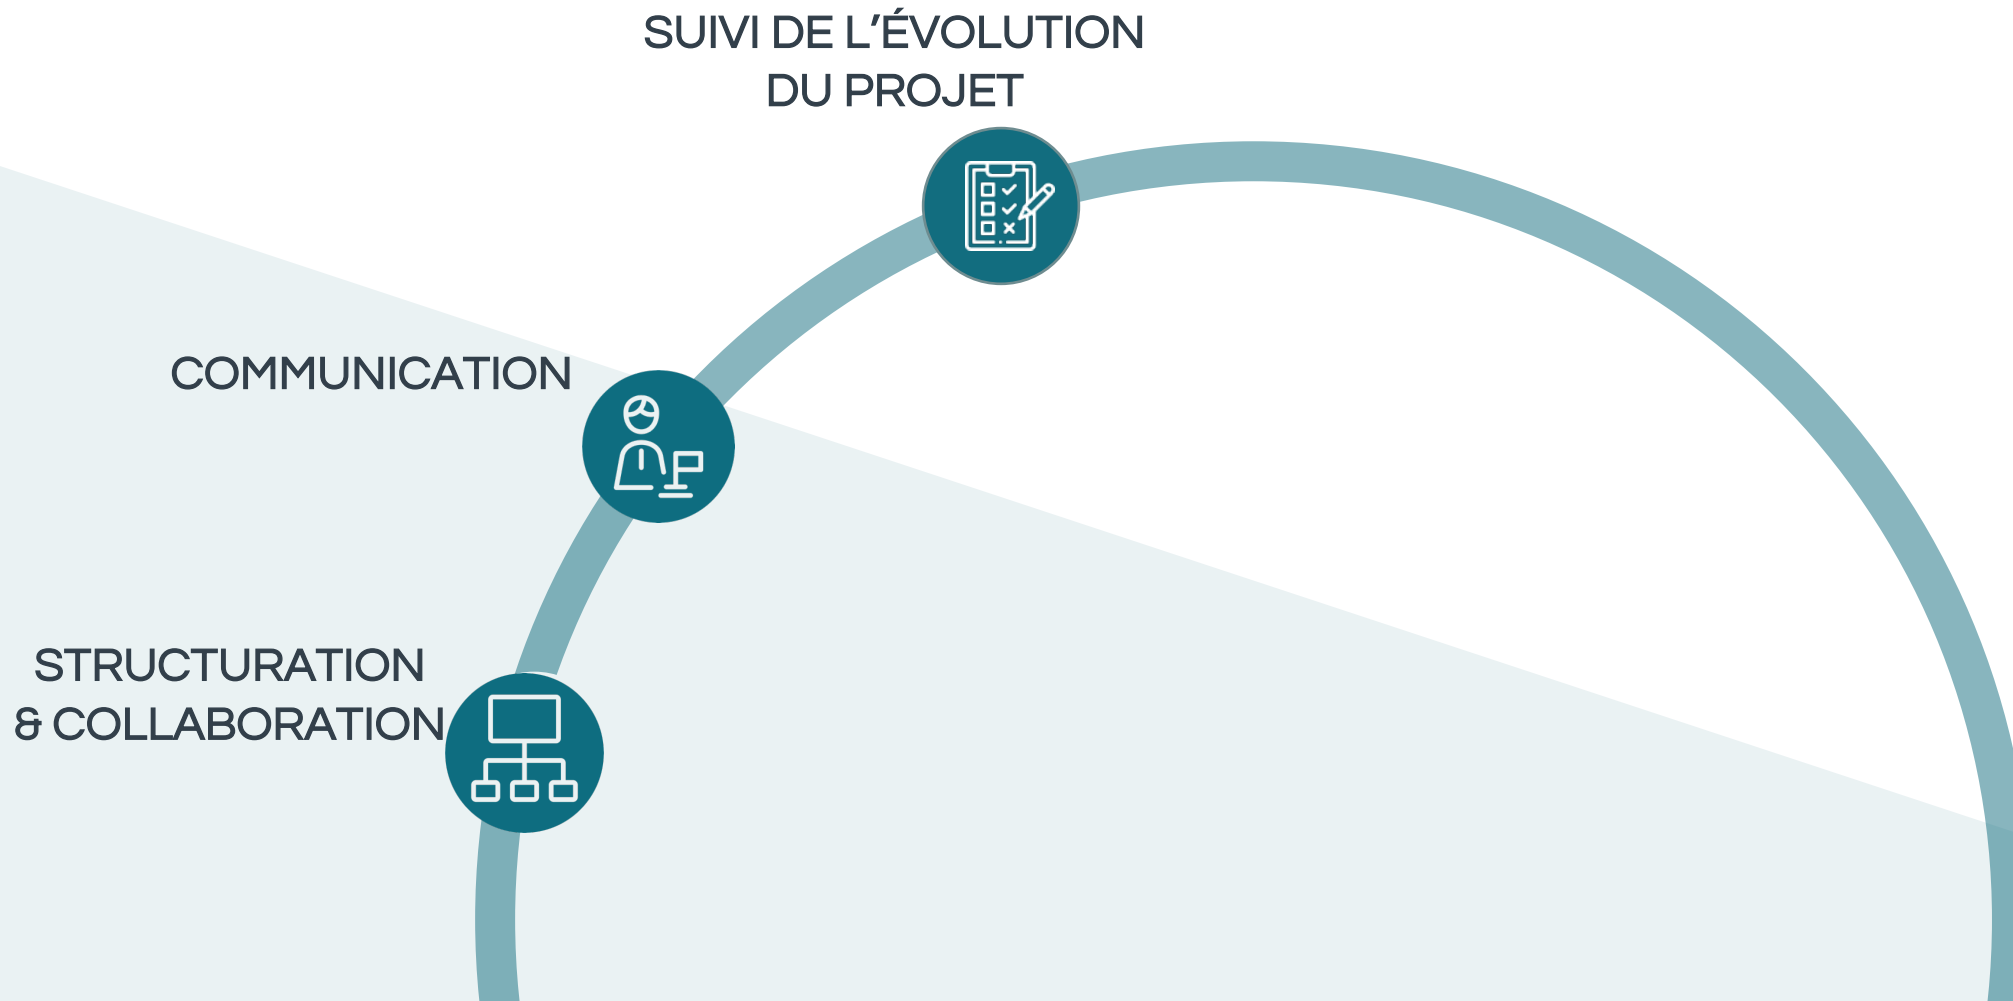 SUIVI DE L’ÉVOLUTION
DU PROJET
COMMUNICATION
STRUCTURATION
& COLLABORATION